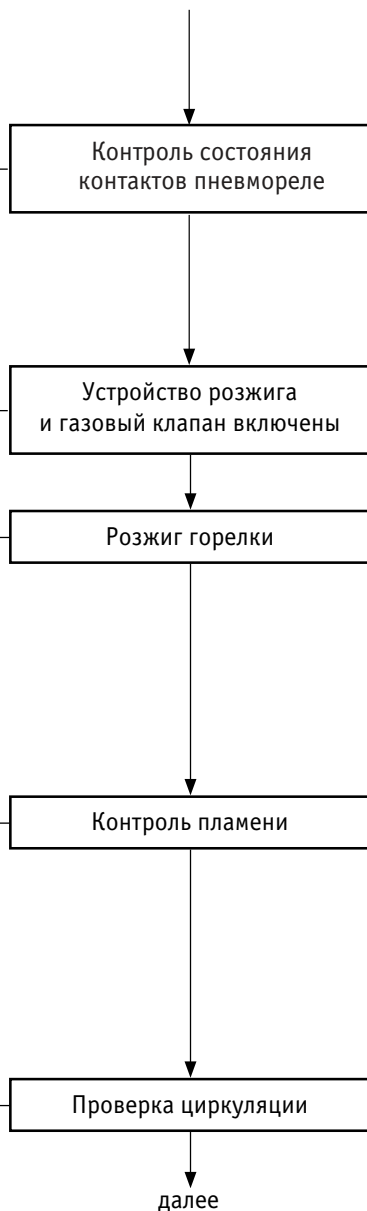 Контроль состояния
контактов пневмореле
Устройство розжига
и газовый клапан включены
Розжиг горелки
Контроль пламени
Проверка циркуляции
далее